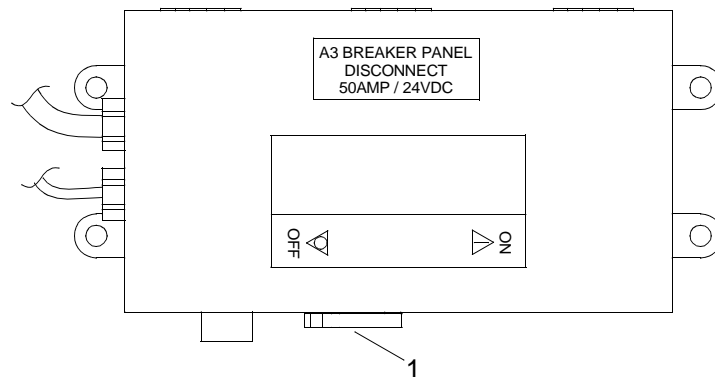 A3 BREAKER PANEL
DISCONNECT
50AMP / 24VDC
OFF
ON
1